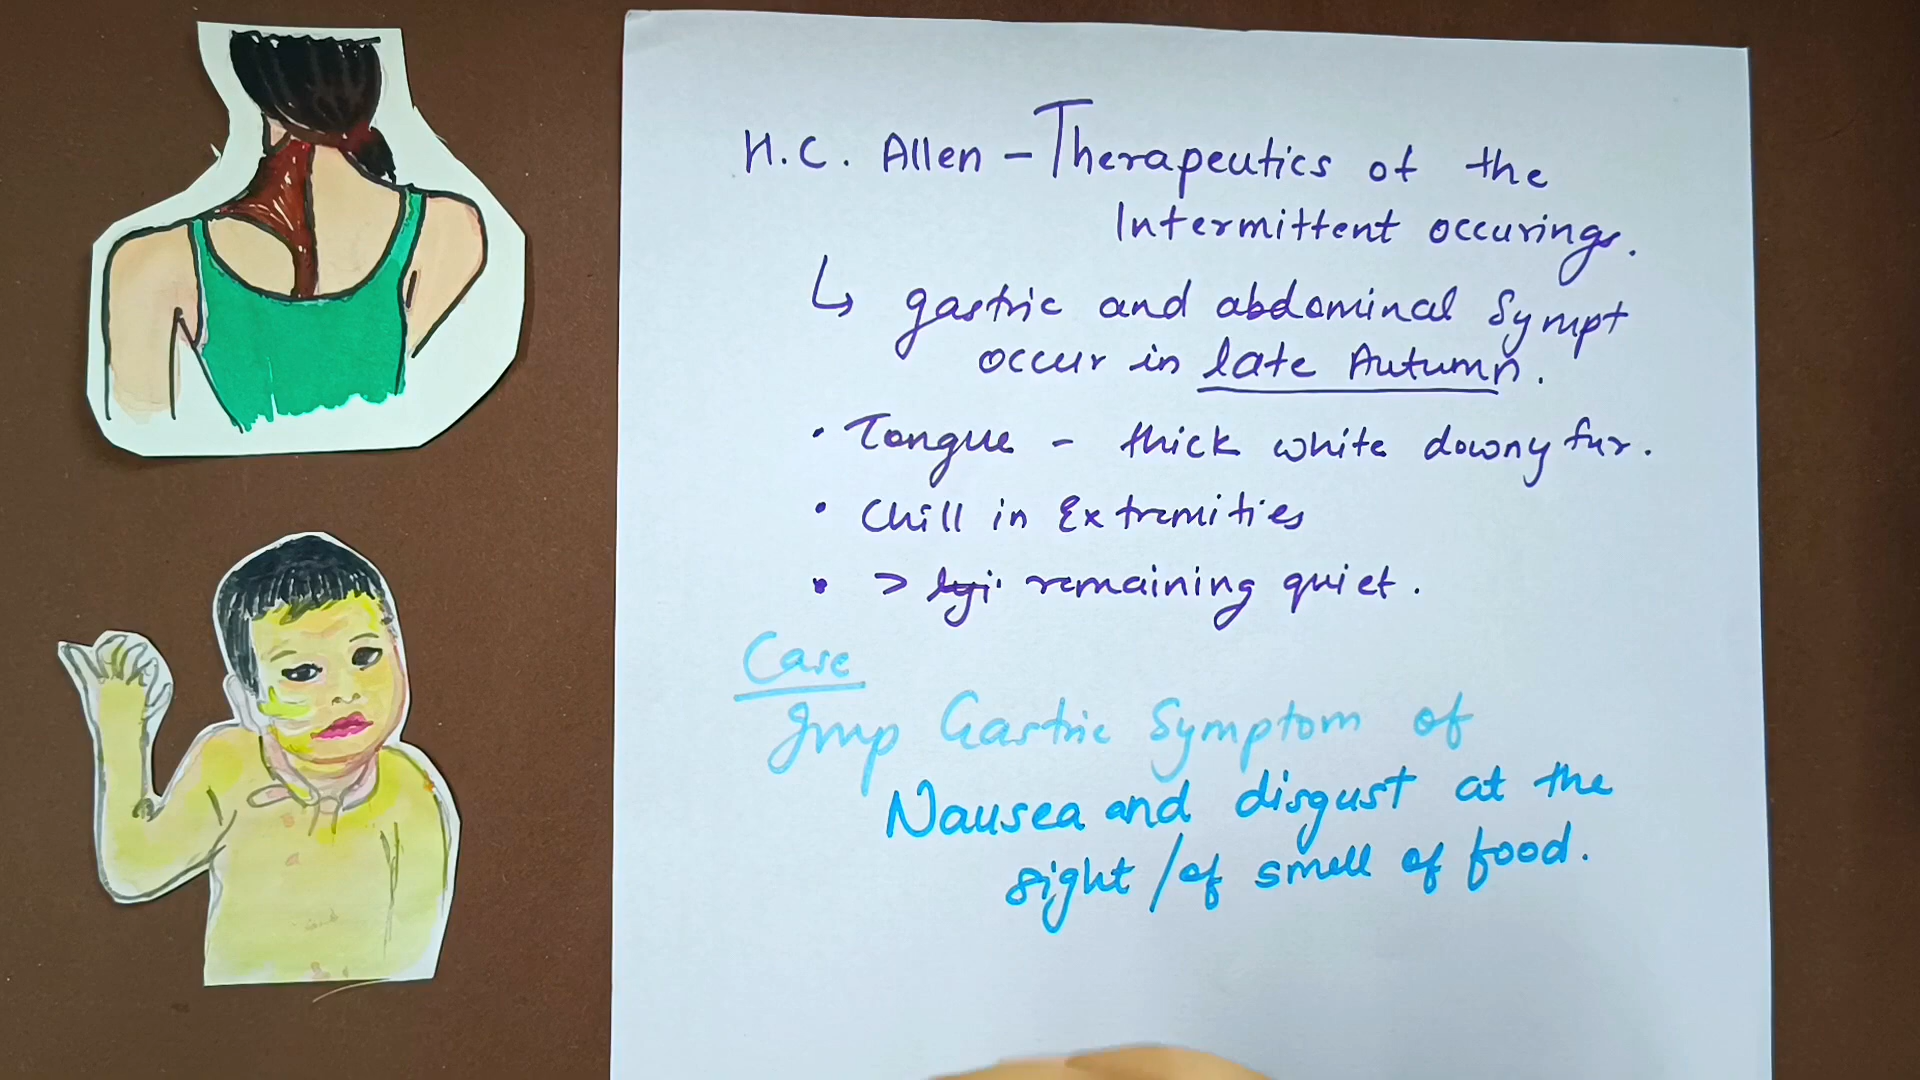 H.C. Allen - Therapeutics of the
Intermittent occurings.
↳ gastric and abdominal Sympt
occur in late Autumn.
• Tongue - thick white downy fur.
• Chill in Extremities
• > remaining quiet.
Case
Imp Gastric Symptom of
Nausea and disgust at the
sight / of smell of food.